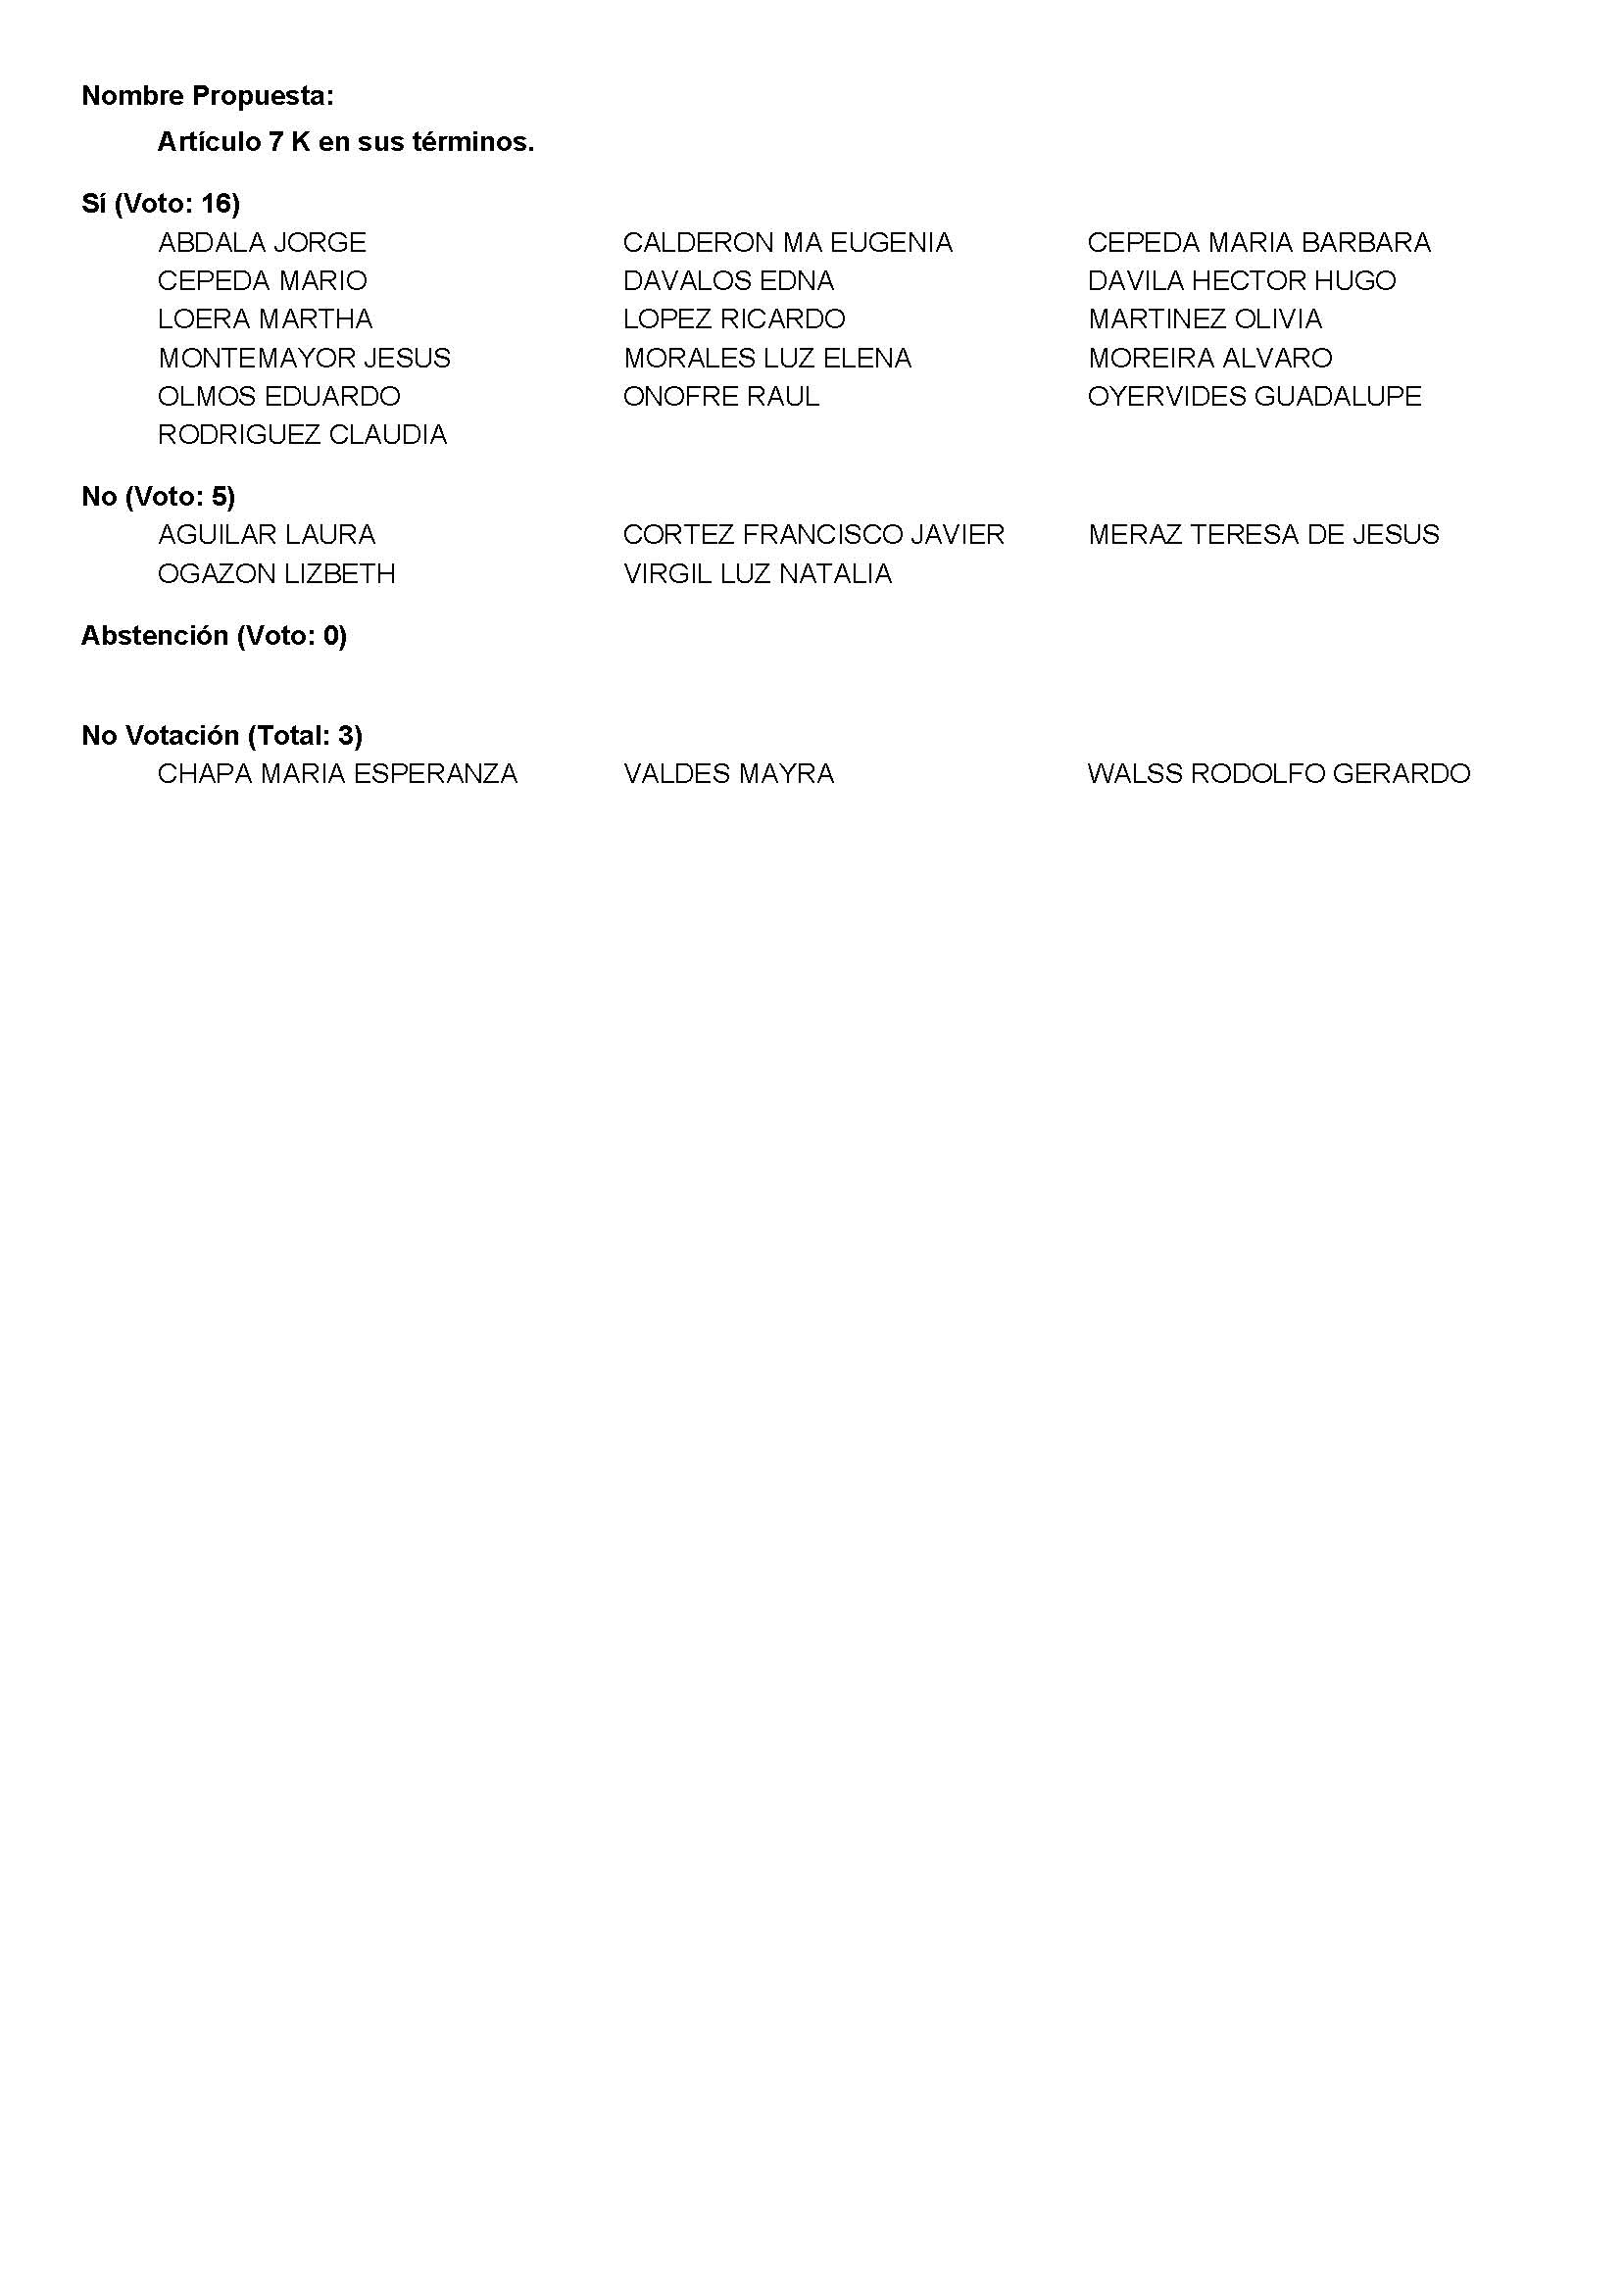 Nombre Propuesta:
Artículo 7 K en sus términos.
Sí (Voto: 16)
ABDALA JORGE CALDERON MA EUGENIA CEPEDA MARIA BARBARA
CEPEDA MARIO DAVALOS EDNA DAVILA HECTOR HUGO
LOERA MARTHA LOPEZ RICARDO MARTINEZ OLIVIA
MONTEMAYOR JESUS MORALES LUZ ELENA MOREIRA ALVARO
OLMOS EDUARDO ONOFRE RAUL OYERVIDES GUADALUPE
RODRIGUEZ CLAUDIA
No (Voto: 5)
AGUILAR LAURA CORTEZ FRANCISCO JAVIER MERAZ TERESA DE JESUS
OGAZON LIZBETH VIRGIL LUZ NATALIA
Abstención (Voto: 0)
No Votación (Total: 3)
CHAPA MARIA ESPERANZA VALDES MAYRA WALSS RODOLFO GERARDO